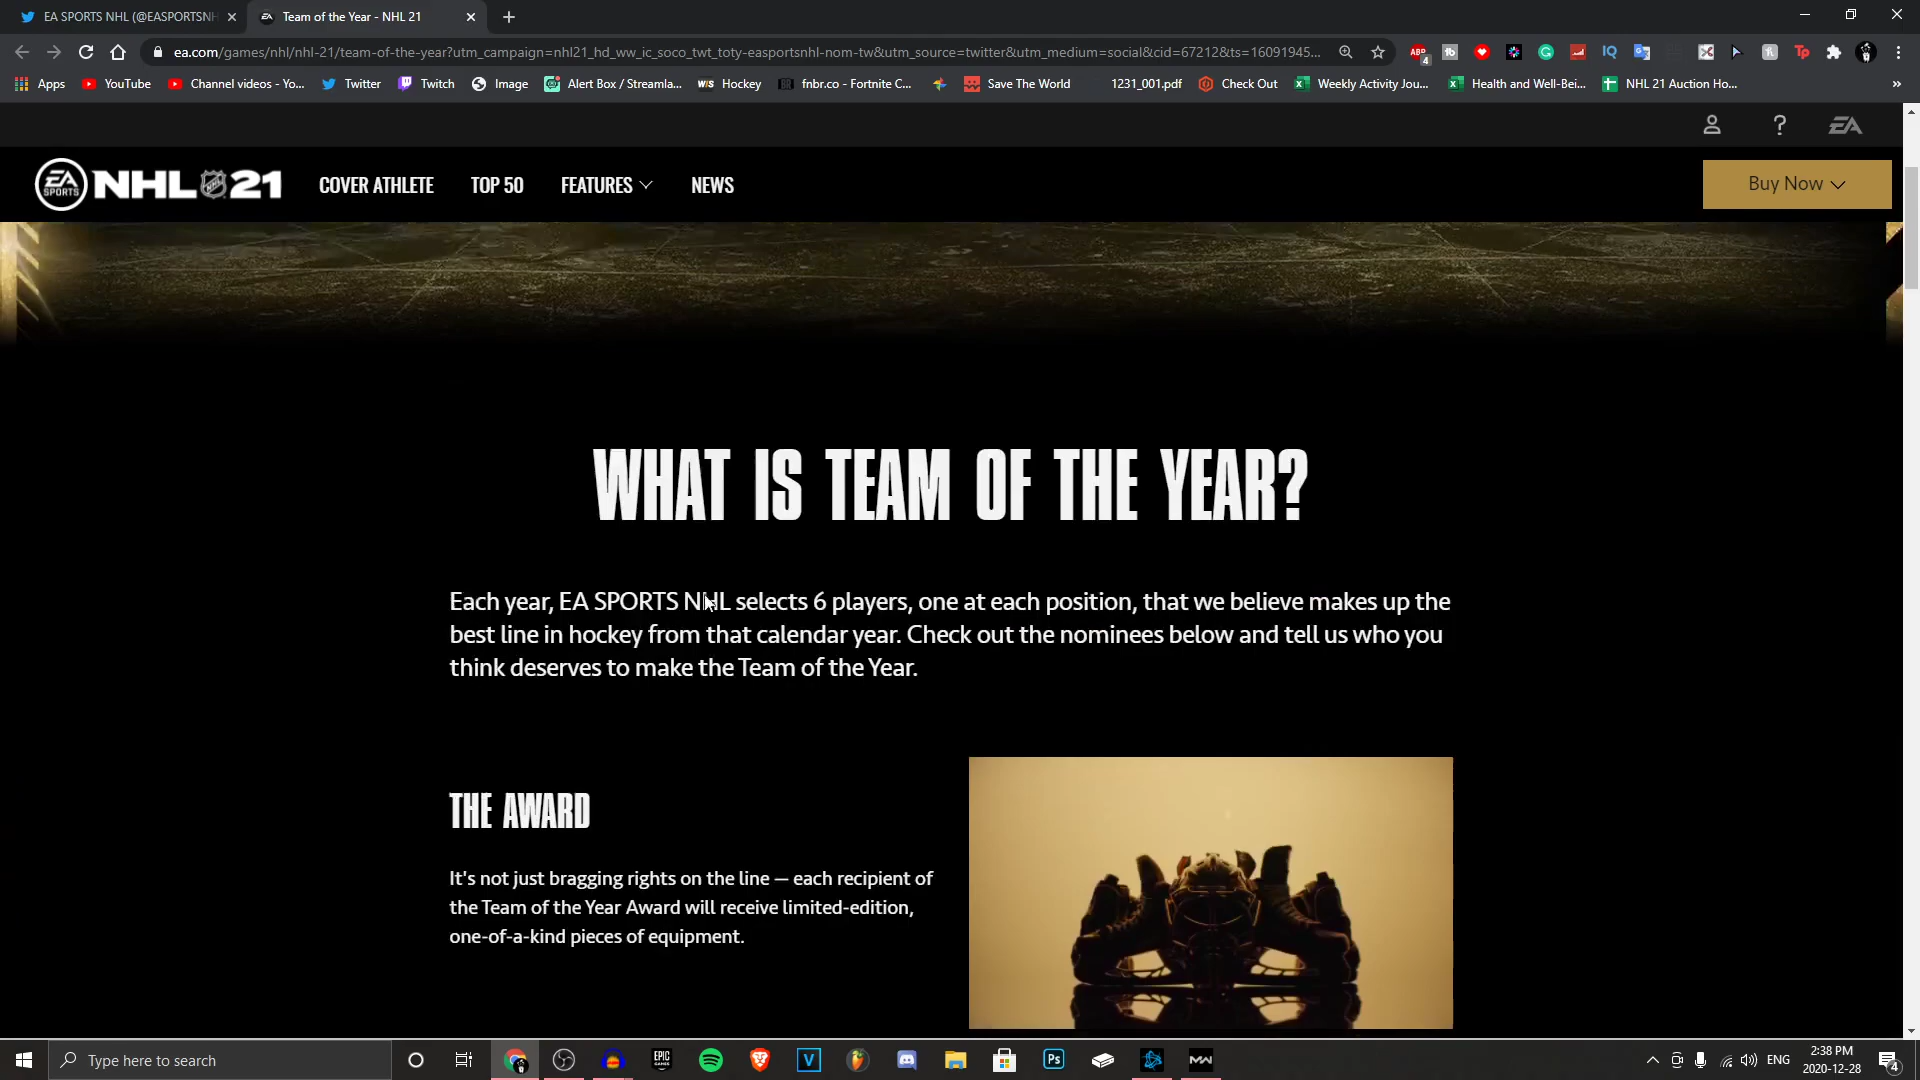 EA SPORTS NHL (@EASPORTSNH
Team of the Year - NHL 21
ea.com/games/nhl/nhl-21/team-of-the-year?utm_campaign=nhl21_hd_ww_ic_soco_twt_toty-easportsnhl-nom-tw&utm_source=twitter&utm_medium=social&cid=67212&ts=16091945...
Apps YouTube Channel videos - Yo... Twitter Twitch Image Alert Box / Streamla... Hockey fnbr.co - Fortnite C... Save The World 1231_001.pdf Check Out Weekly Activity Jou... Health and Well-Bei... NHL 21 Auction Ho... »
EA
EA SPORTS NHL 21 COVER ATHLETE TOP 50 FEATURES NEWS Buy Now
WHAT IS TEAM OF THE YEAR?
Each year, EA SPORTS NHL selects 6 players, one at each position, that we believe makes up the
best line in hockey from that calendar year. Check out the nominees below and tell us who you
think deserves to make the Team of the Year.
THE AWARD
It's not just bragging rights on the line — each recipient of
the Team of the Year Award will receive limited-edition,
one-of-a-kind pieces of equipment.
Type here to search
ENG
2:38 PM
2020-12-28
4